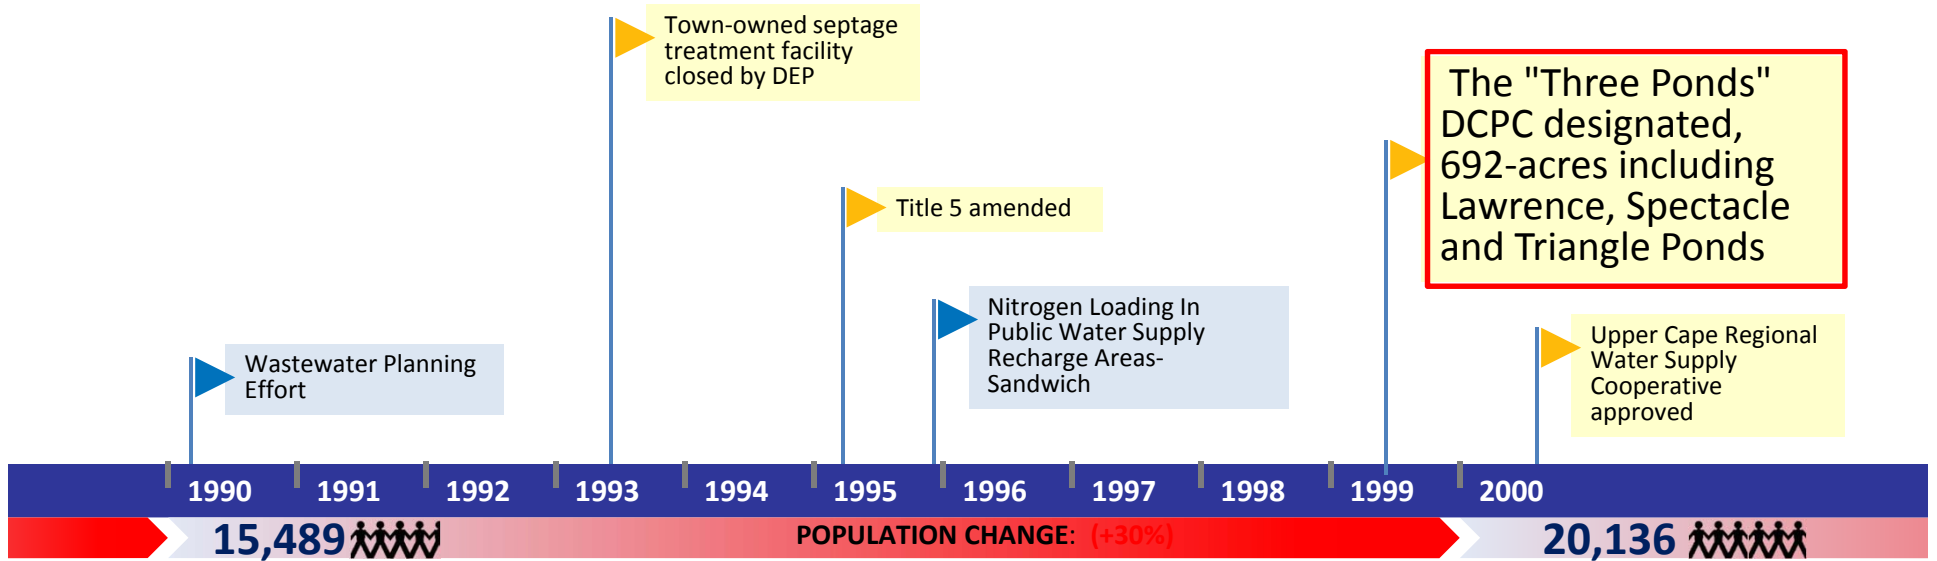 Town-owned septage
treatment facility
closed by DEP
The "Three Ponds"
DCPC designated,
692-acres including
Lawrence, Spectacle
and Triangle Ponds
Title 5 amended
Nitrogen Loading In
Public Water Supply
Recharge Areas-
Sandwich
Upper Cape Regional
Water Supply
Cooperative
approved
Wastewater Planning
Effort
1990 1991 1992 1993 1994 1995 1996 1997 1998 1999 2000
15,489 POPULATION CHANGE: (+30%) 20,136